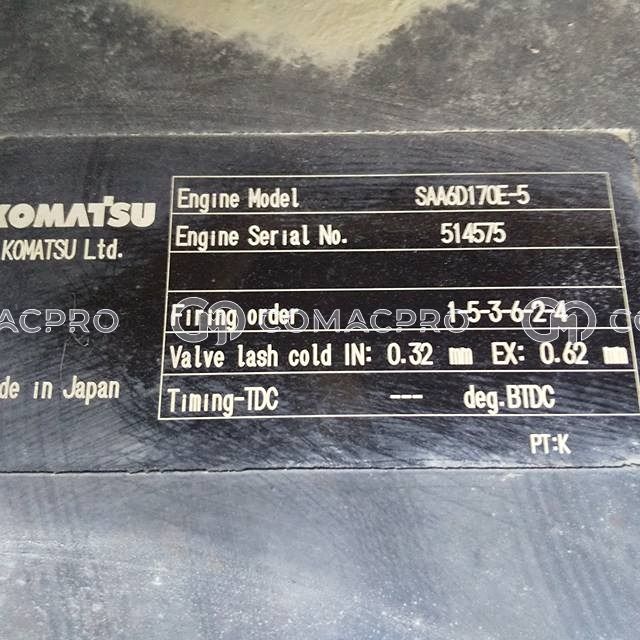 KOMATSU
KOMATSU Ltd.
Engine Model SAA6D170E-5
Engine Serial No. 514575
Firing order 1-5-3-6-2-4
COMACPRO COMACPRO
Valve lash cold IN: 0.32 mm EX: 0.62 mm
in Japan
Timing-TDC --- deg.BTDC
PT:K